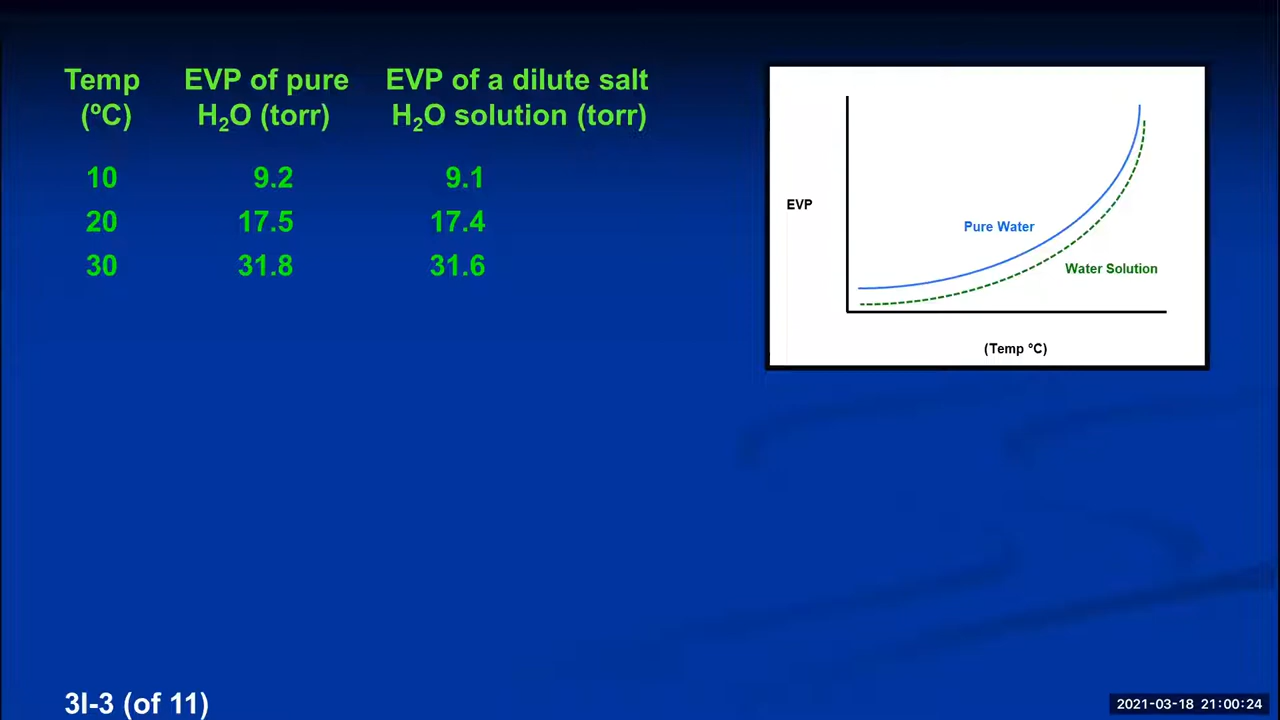 Temp EVP of pure EVP of a dilute salt
(ºC) H₂O (torr) H₂O solution (torr)
10 9.2 9.1
20 17.5 17.4
30 31.8 31.6
EVP
Pure Water
Water Solution
(Temp °C)
3I-3 (of 11)
2021-03-18 21:00:24